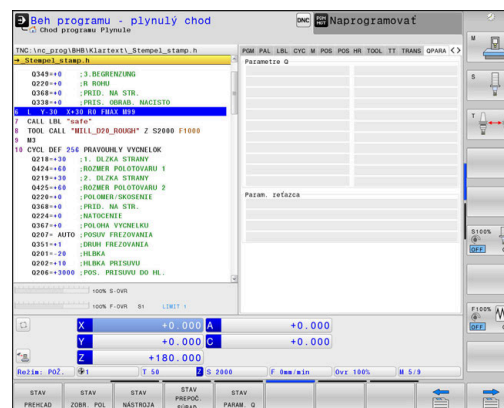 Beh programu - plynulý chod
Chod programu Plynule
DNC
Naprogramovať
TNC:\nc_prog\BHB\Klartext\_Stempel_stamp.h
→_Stempel_stamp.h
Q349=+0 ;3.BEGRENZUNG
Q220=+0 ;R ROHU
Q368=+0 ;PRID. NA STR.
Q338=+0 ;PRIS. OBRAB. NACISTO
6 L Y-30 X+30 R0 FMAX M99
7 CALL LBL "safe"
8 TOOL CALL "MILL_D20_ROUGH" Z S2000 F1000
9 M3
10 CYCL DEF 256 PRAVOUHLY VYCNELOK
Q218=+30 ;1. DLZKA STRANY
Q424=+60 ;ROZMER POLOTOVARU 1
Q219=+30 ;2. DLZKA STRANY
Q425=+60 ;ROZMER POLOTOVARU 2
Q220=+0 ;POLOMER/SKOSENIE
Q368=+0 ;PRID. NA STR.
Q224=+0 ;NATOCENIE
Q367=+0 ;POLOHA VYCNELKU
Q207= AUTO ;POSUV FREZOVANIA
Q351=+1 ;DRUH FREZOVANIA
Q201=-20 ;HLBKA
Q202=+10 ;HLBKA PRISUVU
Q206=+3000 ;POS. PRISUVU DO HL.
PGM PAL LBL CYC M POS POS HR TOOL TT TRANS QPARA
Parametre Q
Param. reťazca
100% S-OVR
100% F-OVR S1 LIMIT 1
X +0.000 A +0.000
Y +0.000 C +0.000
Z +180.000
Režim: POŽ. 1 T 50 Z S 2000 F 0mm/min Ovr 100% M 5/9
M
S
T
S100%
OFF
F100%
OFF
STAV PREHĽAD
STAV ZOBR. POL
STAV NÁSTROJA
STAV PREPOČ. SÚRAD.
STAV PARAM. Q